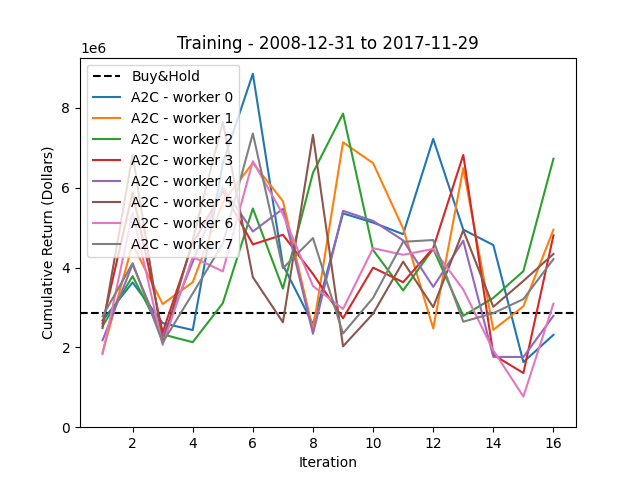 Training - 2008-12-31 to 2017-11-29
1e6
Buy&Hold
A2C - worker 0
A2C - worker 1
A2C - worker 2
A2C - worker 3
A2C - worker 4
A2C - worker 5
A2C - worker 6
A2C - worker 7
Cumulative Return (Dollars)
8
6
4
2
0
2 4 6 8 10 12 14 16
Iteration